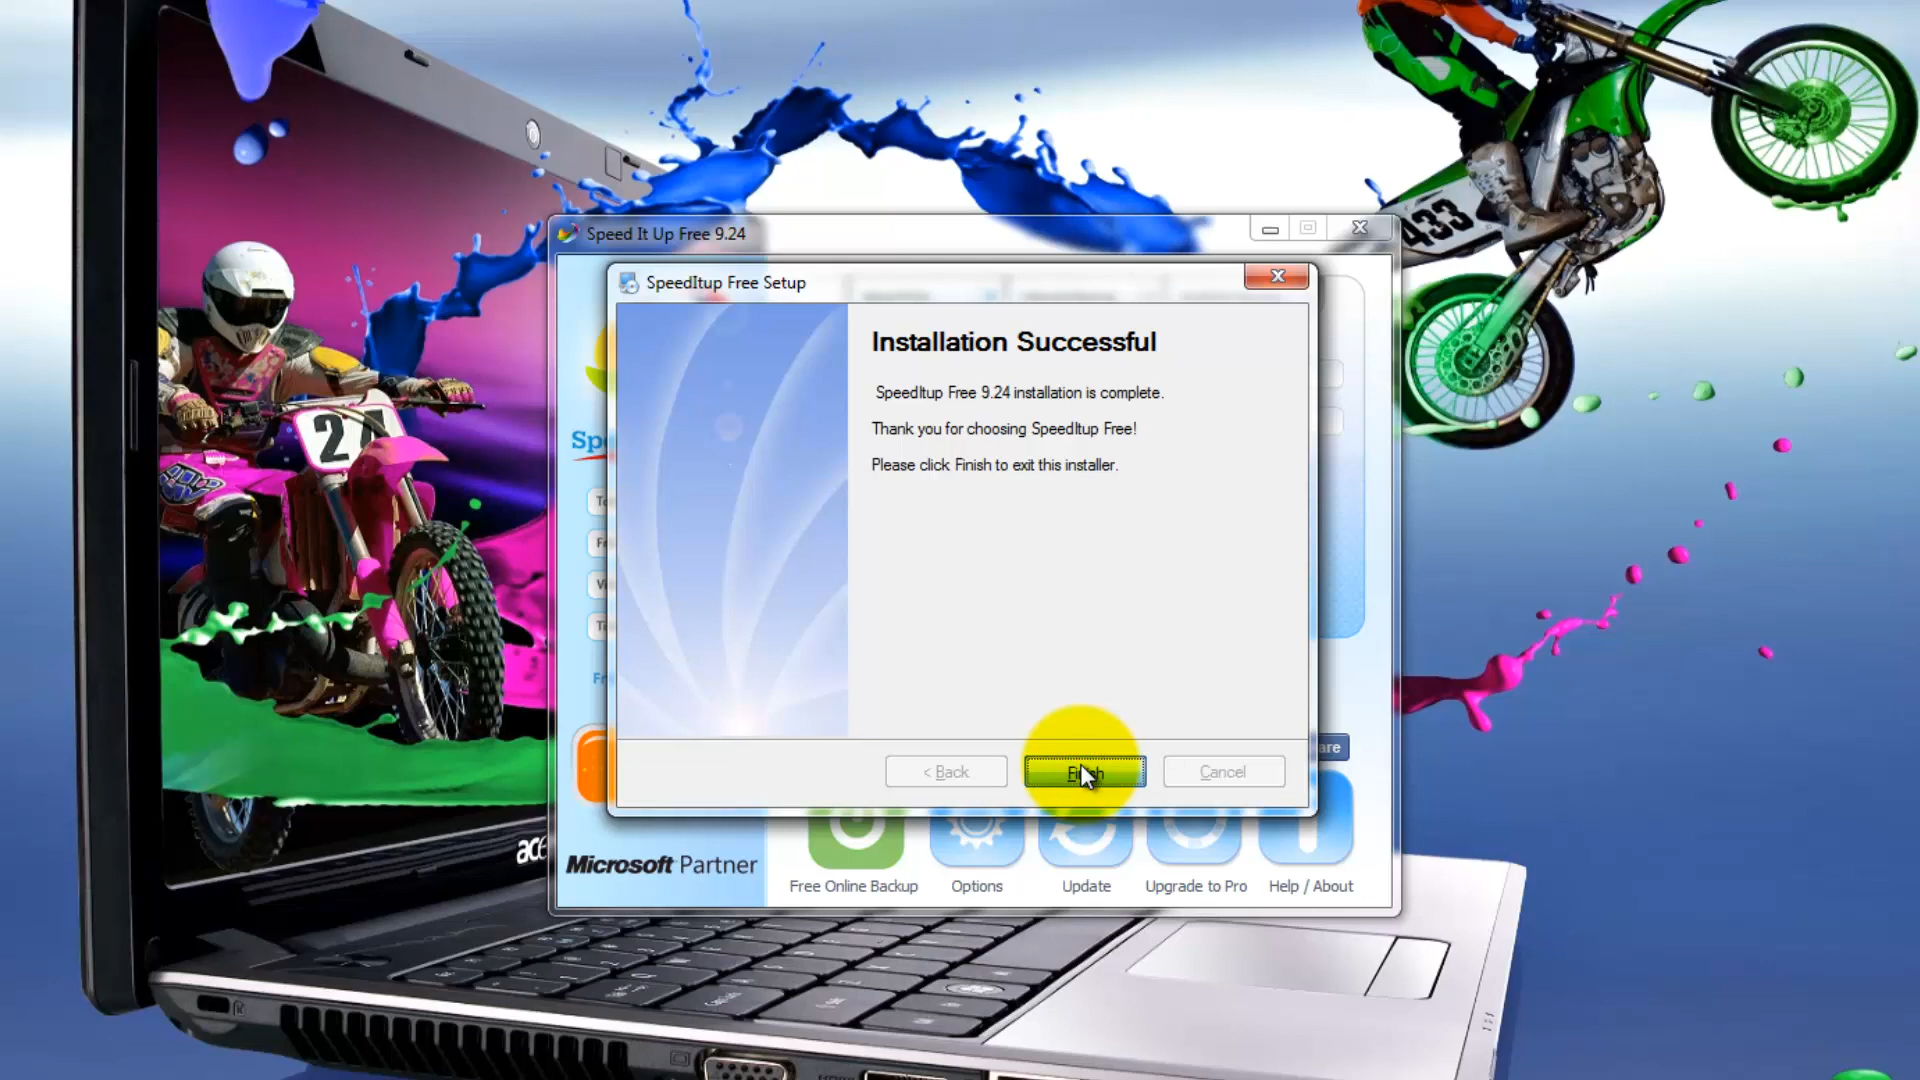 Speed It Up Free 9.24
SpeedItup Free Setup
Installation Successful
SpeedItup Free 9.24 installation is complete.
Thank you for choosing SpeedItup Free!
Please click Finish to exit this installer.
< Back
Finish
Cancel
Microsoft Partner
Free Online Backup
Options
Update
Upgrade to Pro
Help / About
433